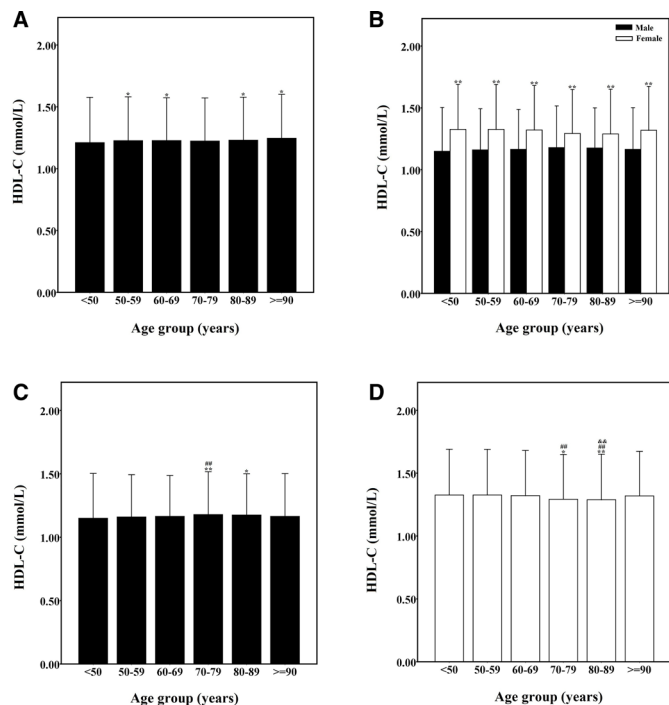 A
HDL-C (mmol/L)
2.00
1.50
1.00
0.50
0.00
* * * *
<50 50-59 60-69 70-79 80-89 >=90
Age group (years)
B
HDL-C (mmol/L)
Male
Female
2.00
1.50
1.00
0.50
0.00
** ** ** ** ** **
<50 50-59 60-69 70-79 80-89 >=90
Age group (years)
C
HDL-C (mmol/L)
2.00
1.50
1.00
0.50
0.00
##
** *
<50 50-59 60-69 70-79 80-89 >=90
Age group (years)
D
HDL-C (mmol/L)
2.00
1.50
1.00
0.50
0.00
&&
## ##
* **
<50 50-59 60-69 70-79 80-89 >=90
Age group (years)